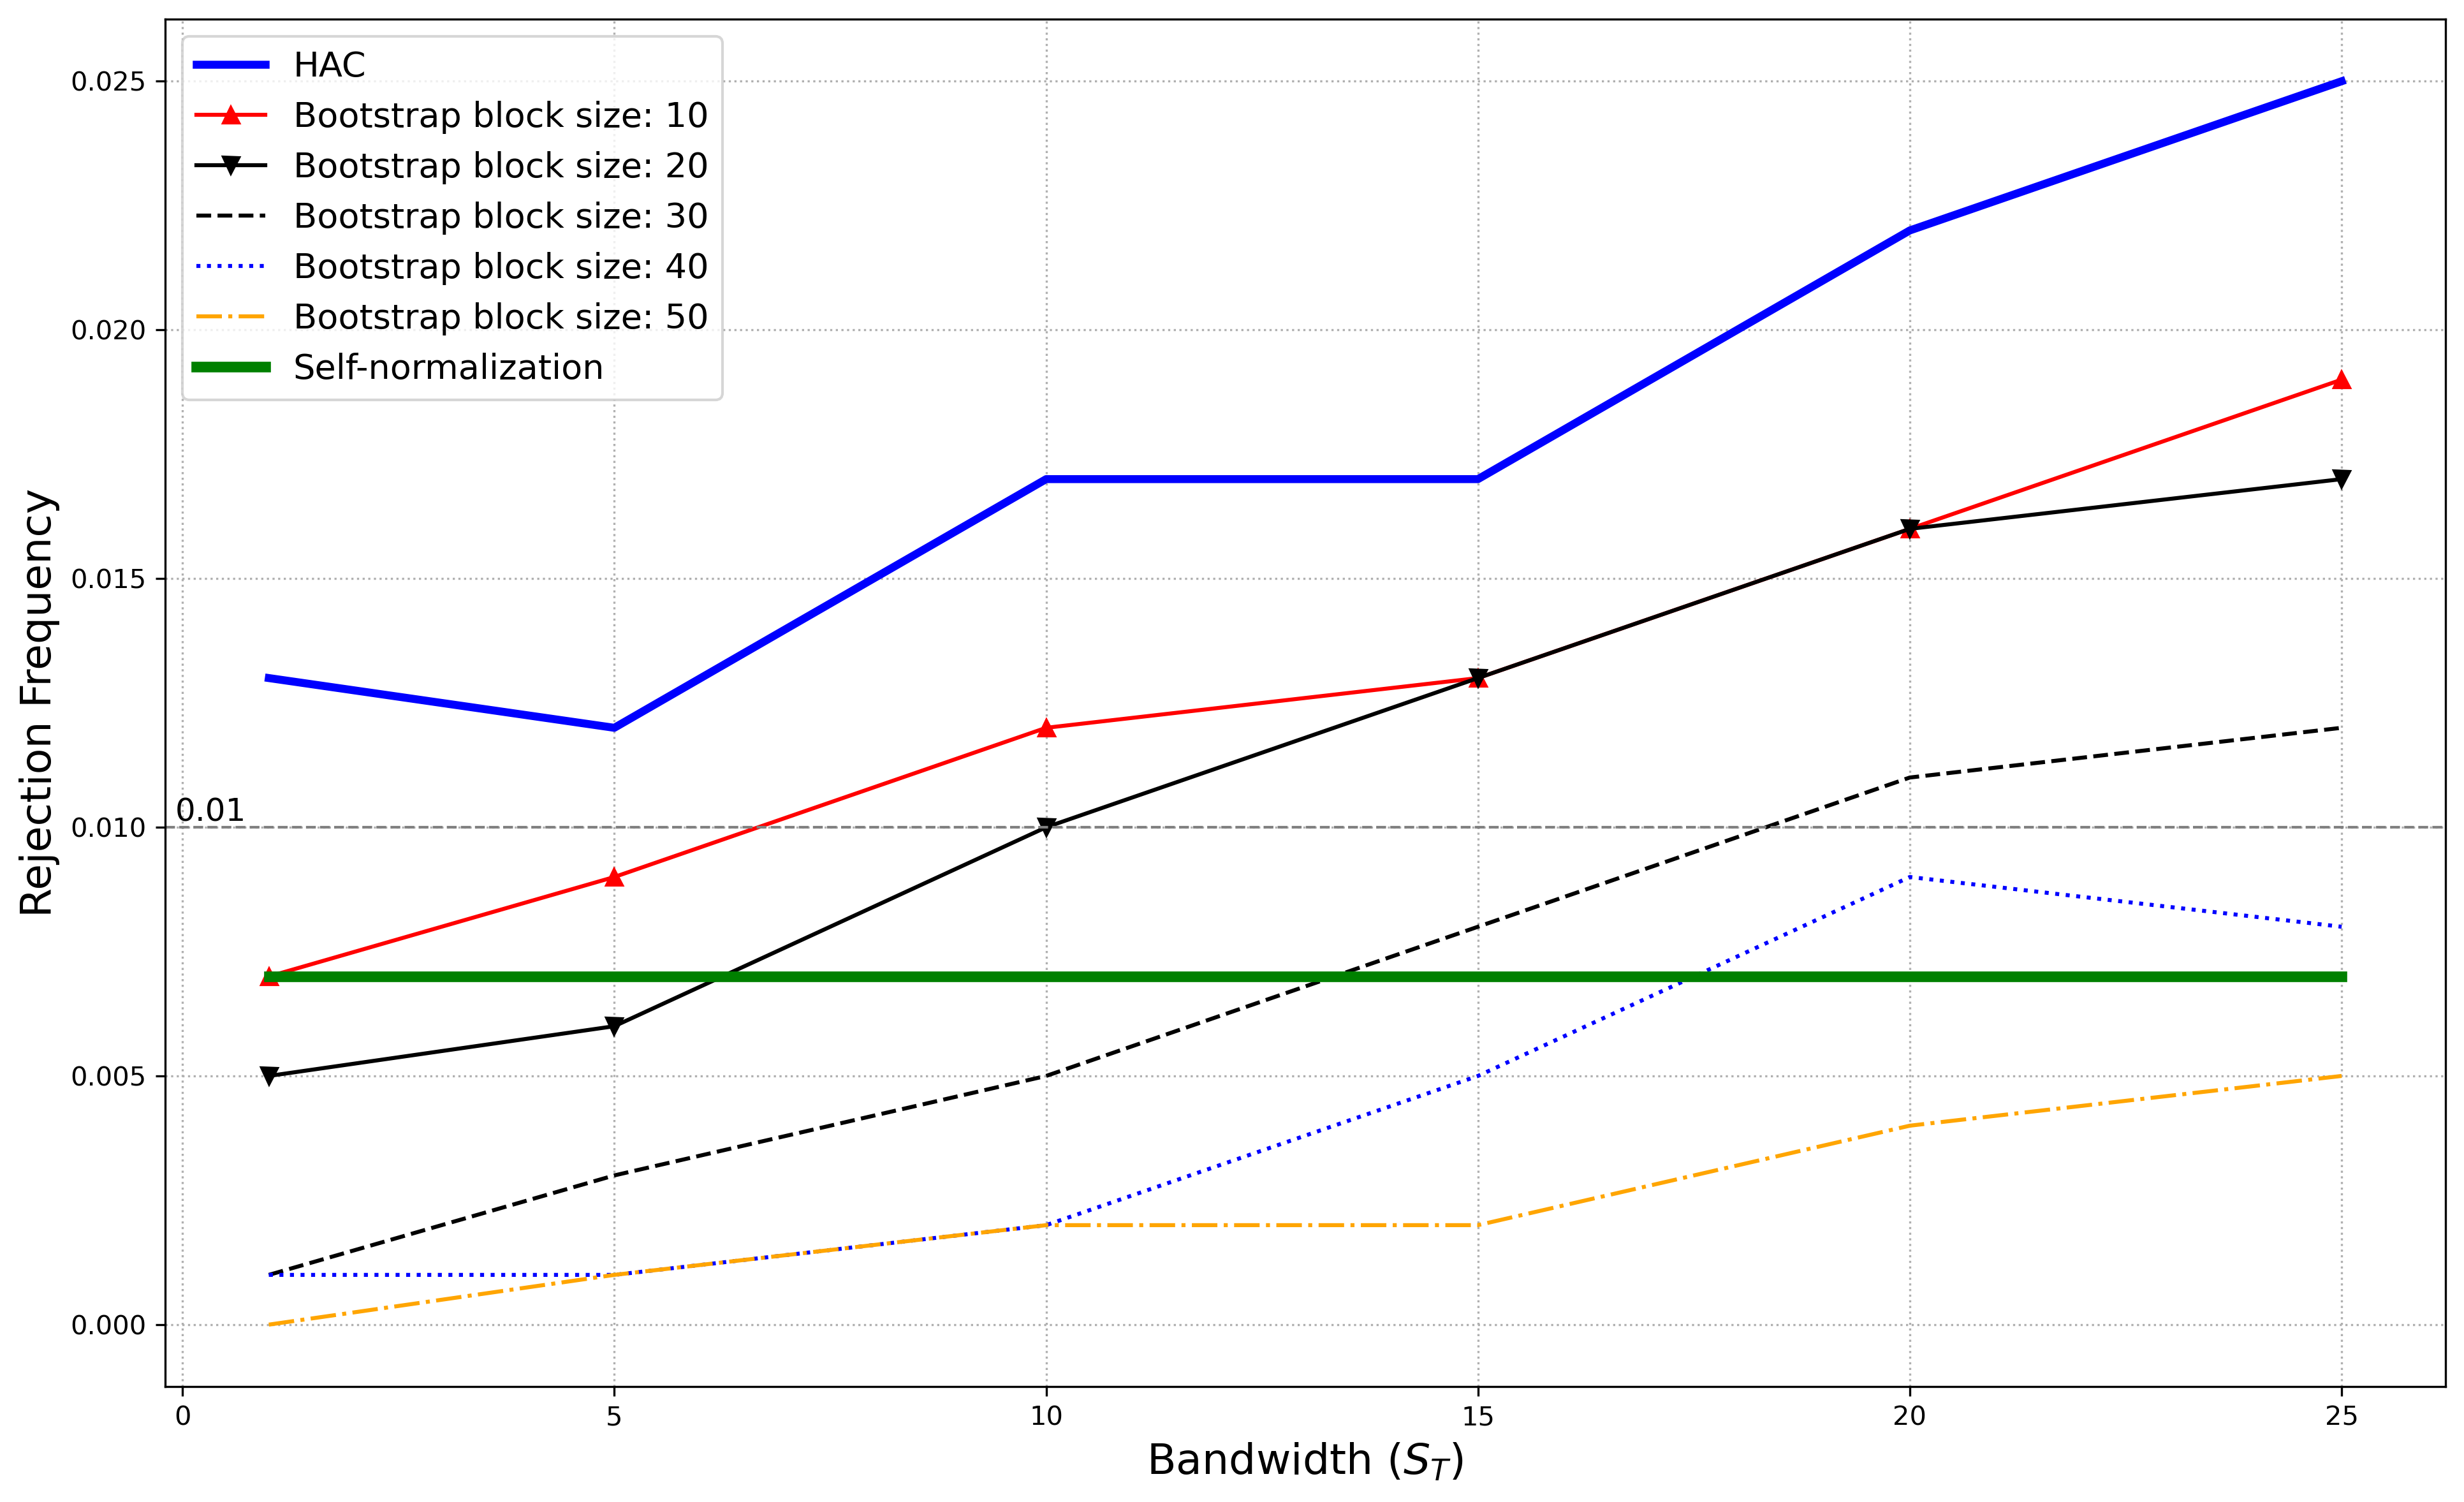 HAC
Bootstrap block size: 10
Bootstrap block size: 20
Bootstrap block size: 30
Bootstrap block size: 40
Bootstrap block size: 50
Self-normalization
Rejection Frequency
0.025
0.020
0.015
0.010
0.005
0.000
0.01
0
5
10
15
20
25
Bandwidth (S_T)